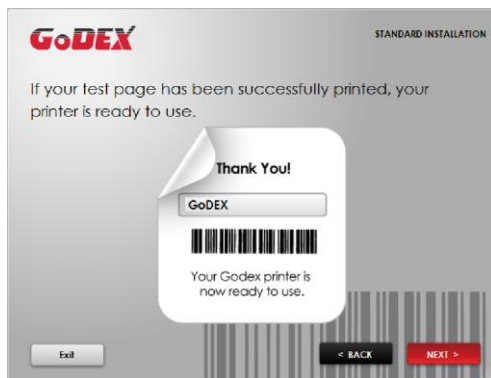 GoDEX
STANDARD INSTALLATION
If your test page has been successfully printed, your
printer is ready to use.
Thank You!
GoDEX
Your Godex printer is
now ready to use.
Exit
< BACK
NEXT >